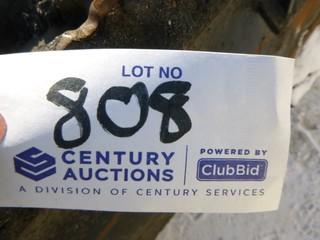 LOT NO
808
CENTURY AUCTIONS
POWERED BY
ClubBid
A DIVISION OF CENTURY SERVICES